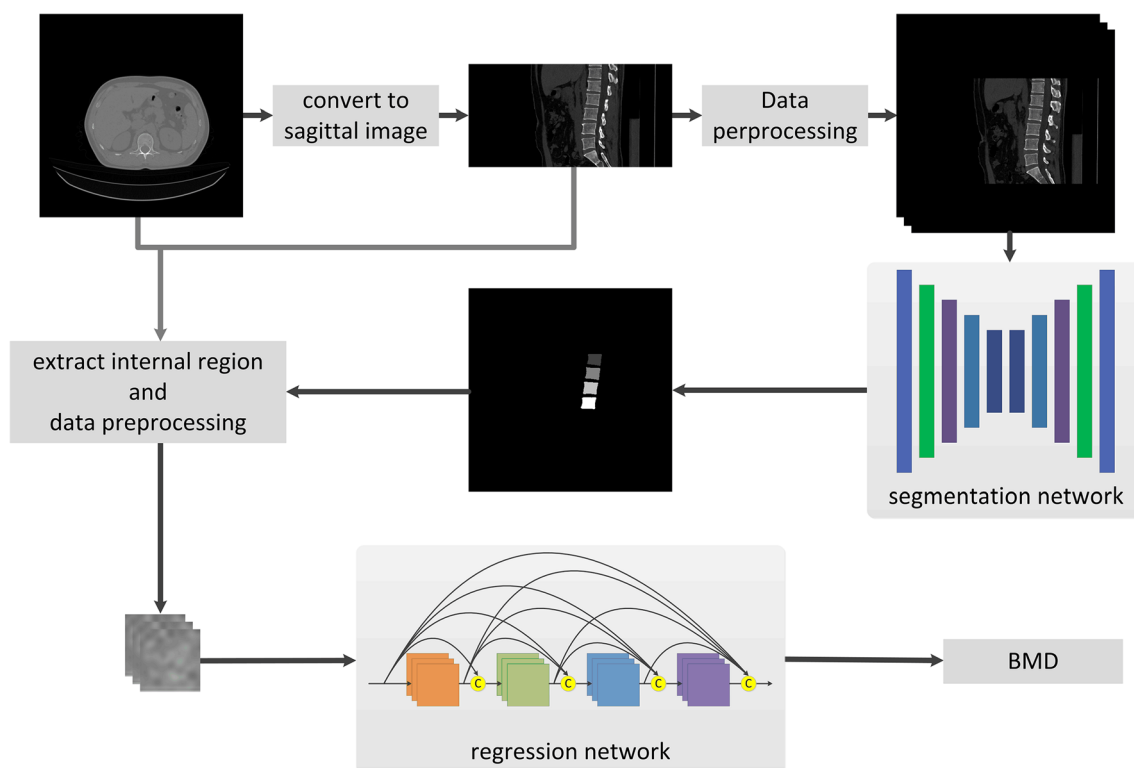 convert to
sagittal image
Data
perprocessing
extract internal region
and
data preprocessing
segmentation network
C
C
C
C
regression network
BMD